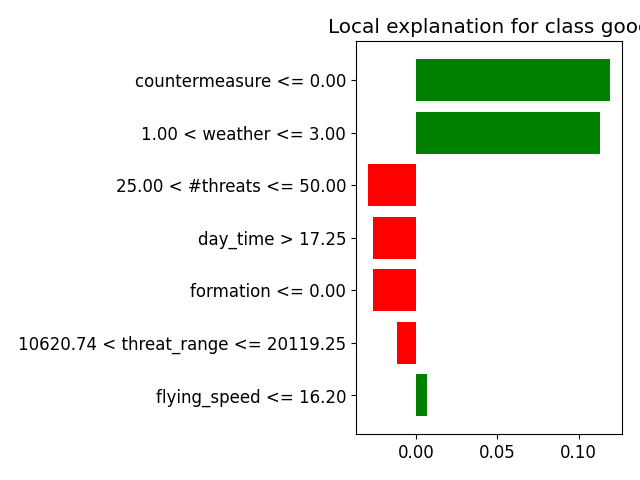 Local explanation for class good
countermeasure <= 0.00
1.00 < weather <= 3.00
25.00 < #threats <= 50.00
day_time > 17.25
formation <= 0.00
10620.74 < threat_range <= 20119.25
flying_speed <= 16.20
0.00 0.05 0.10